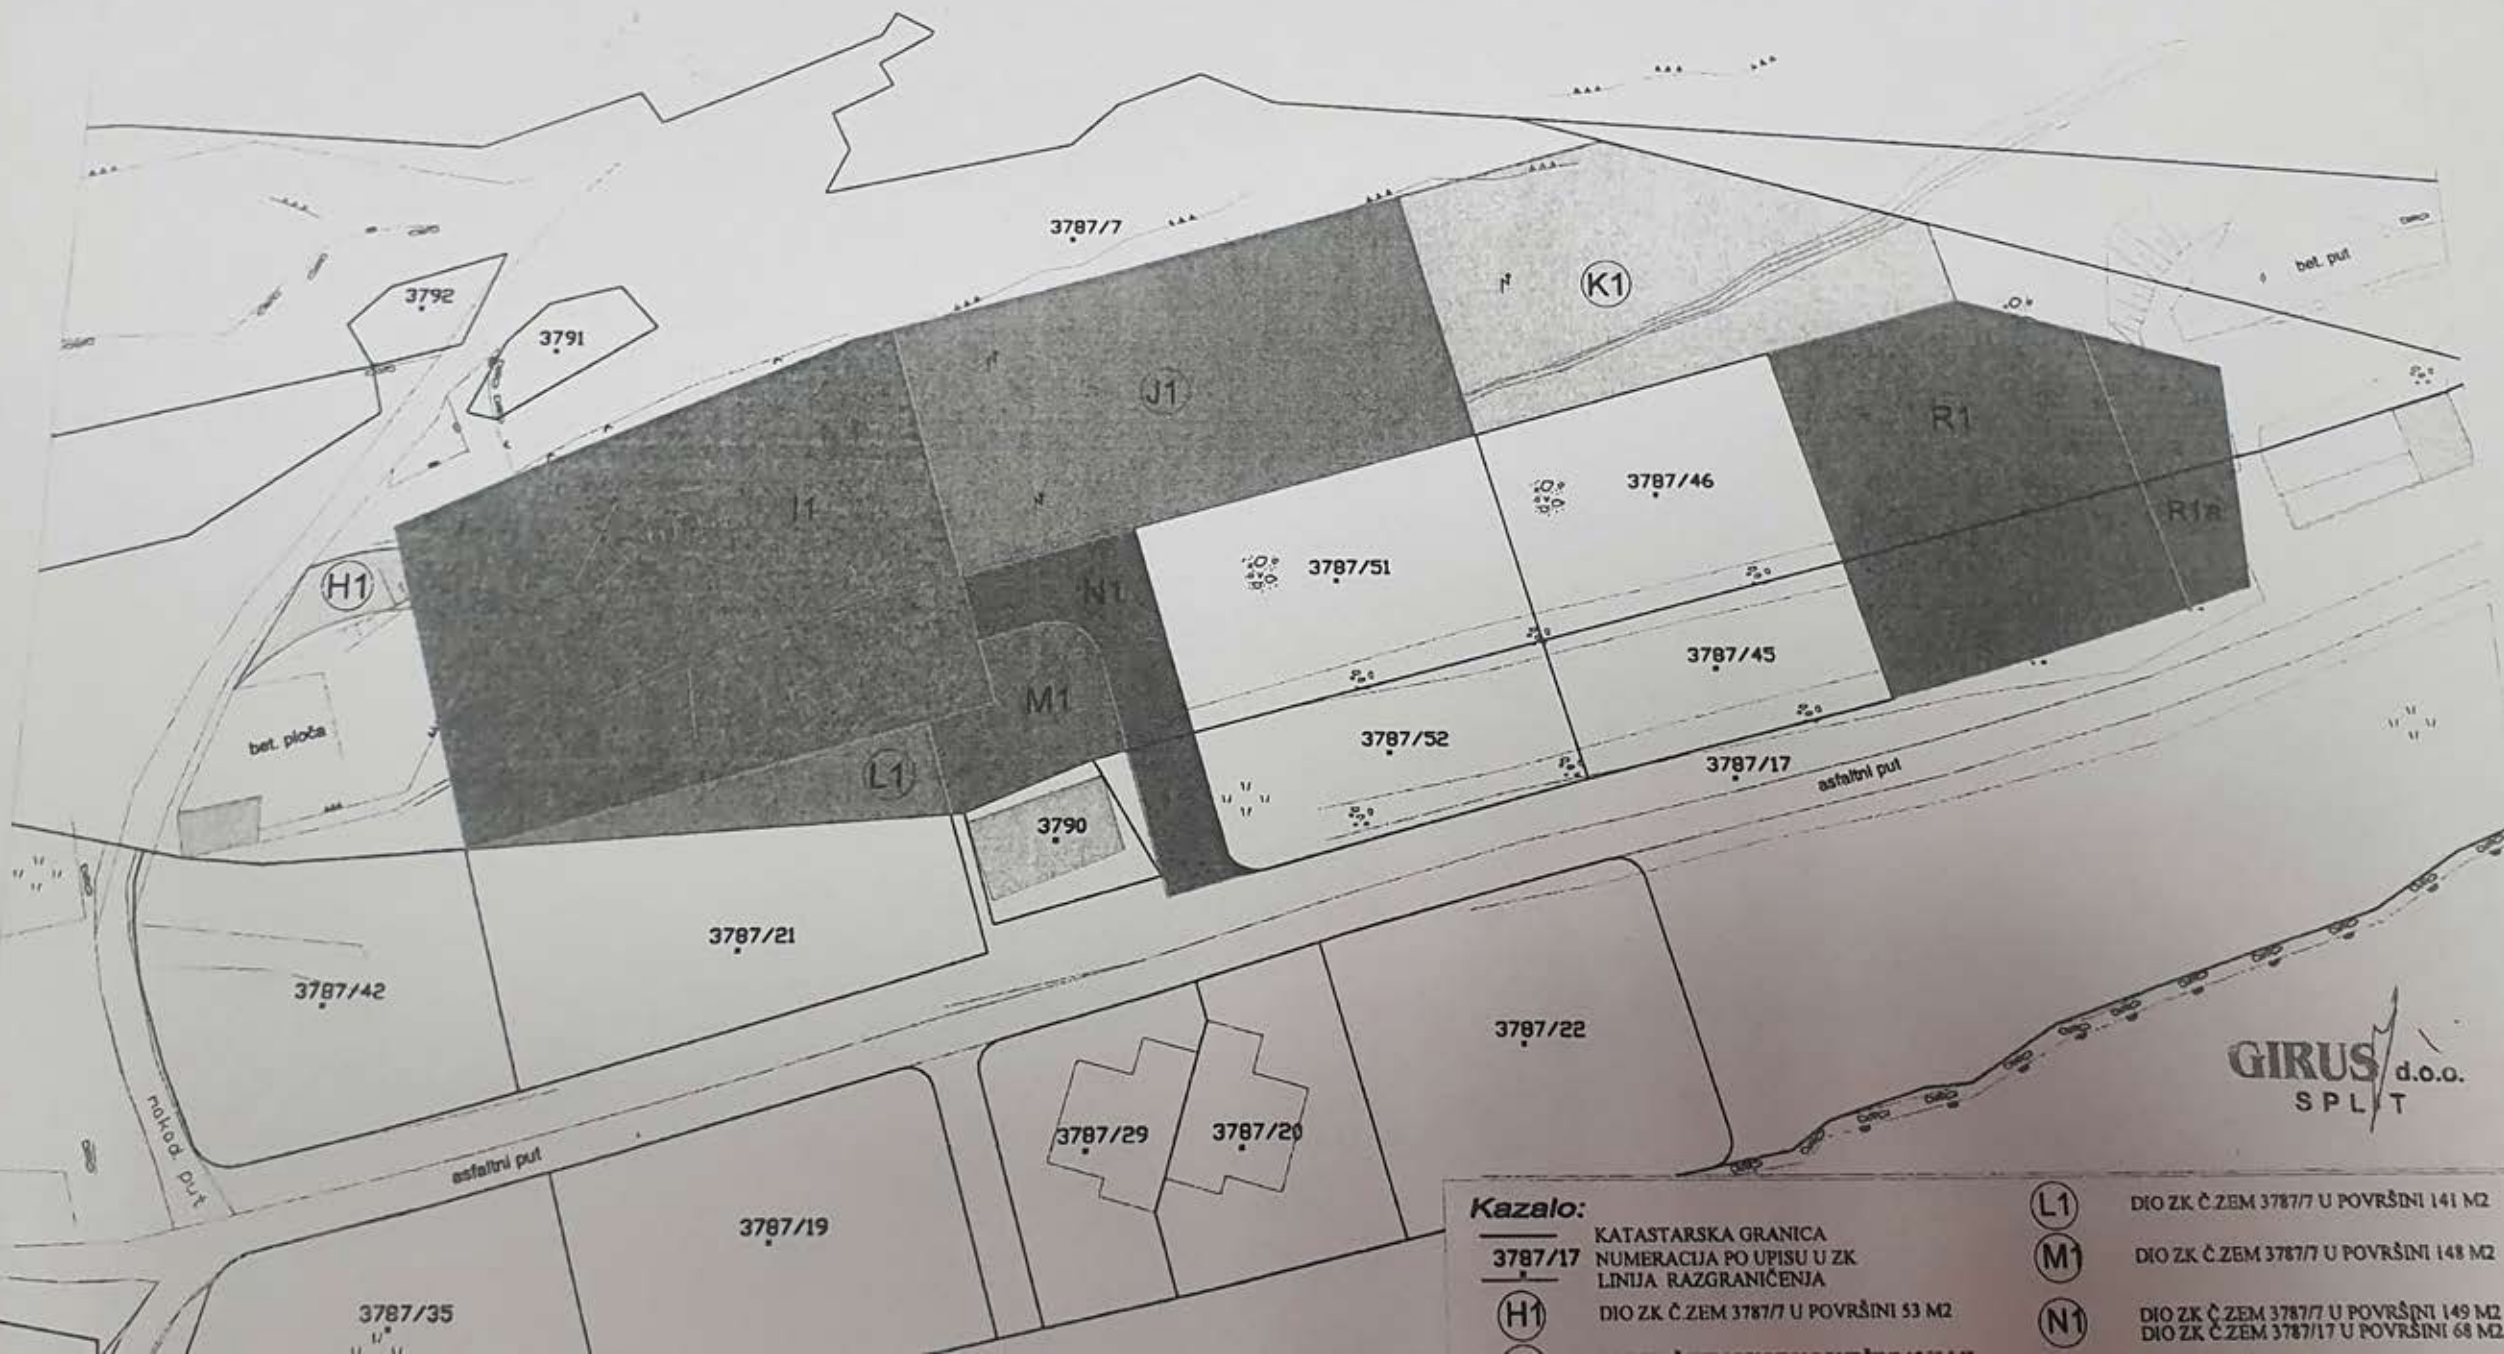 3787/7
3792
3791
K1
bet. put
J1
R1
I1
3787/46
R1a
3787/51
H1
N1
3787/45
M1
bet. ploča
3787/52
L1
3787/17
asfaltni put
3790
3787/21
3787/42
3787/22
GIRUS d.o.o.
SPLIT
makad put
3787/29
3787/20
asfaltni put
3787/19
3787/35
Kazalo:
KATASTARSKA GRANICA
3787/17 NUMERACIJA PO UPISU U ZK
LINIJA RAZGRANIČENJA
H1 DIO ZK Č.ZEM 3787/7 U POVRŠINI 53 M2
L1 DIO ZK Č.ZEM 3787/7 U POVRŠINI 141 M2
M1 DIO ZK Č.ZEM 3787/7 U POVRŠINI 148 M2
N1 DIO ZK Č.ZEM 3787/7 U POVRŠINI 149 M2
DIO ZK Č.ZEM 3787/17 U POVRŠINI 68 M2